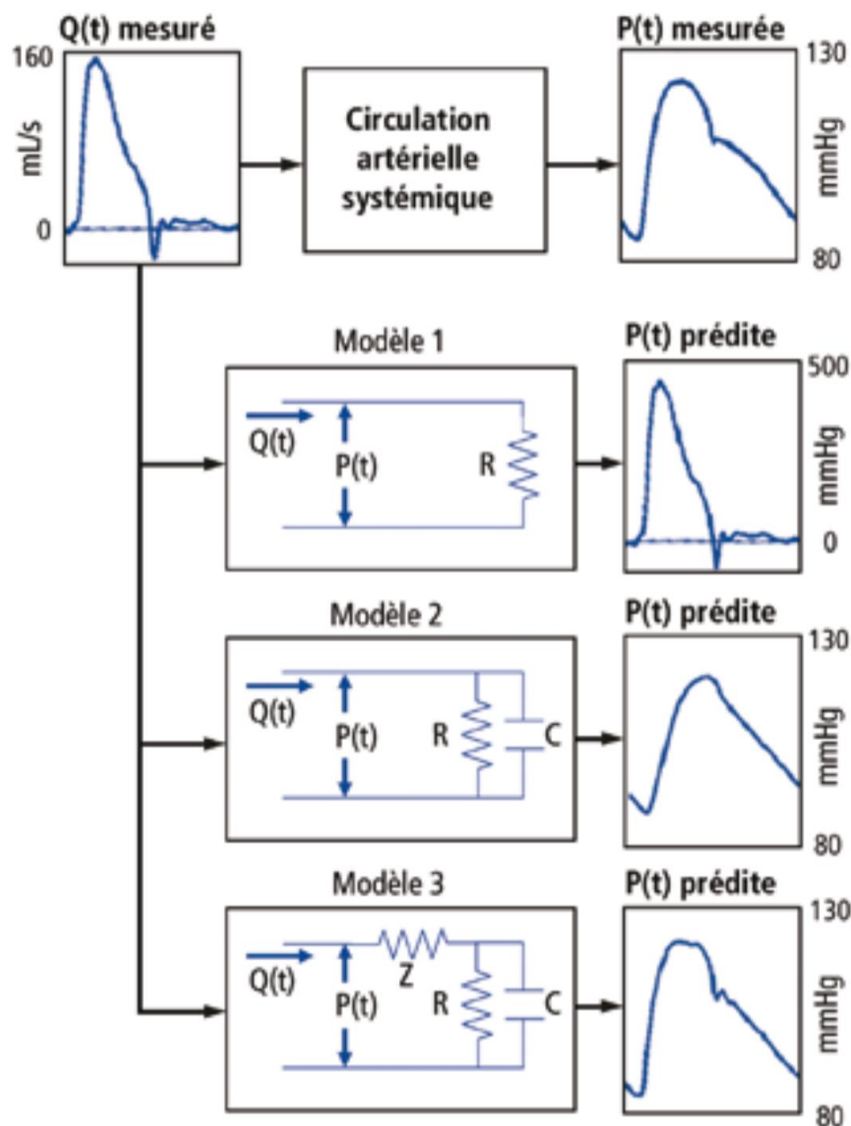 Q(t) mesuré
P(t) mesurée
160
mL/s
0
Circulation
artérielle
systémique
130
mmHg
80
Modèle 1
P(t) prédite
Q(t)
P(t)
R
500
mmHg
0
Modèle 2
P(t) prédite
Q(t)
P(t)
R
C
130
mmHg
80
Modèle 3
P(t) prédite
Q(t)
P(t)
Z
R
C
130
mmHg
80